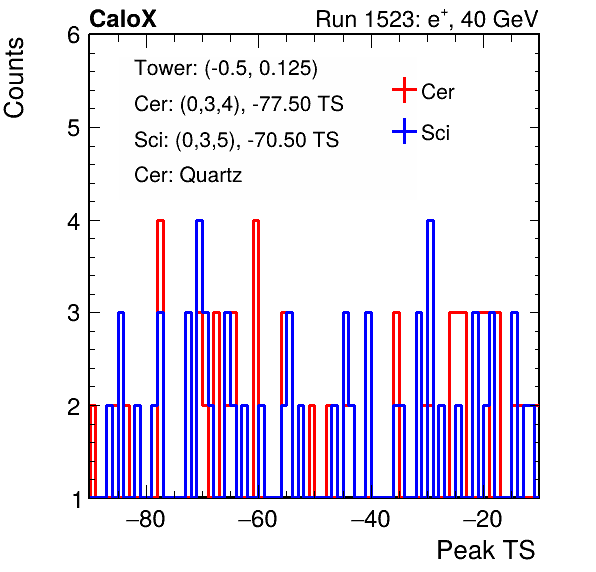 CaloX Run 1523: e+, 40 GeV
Counts
6
5
4
3
2
1
Tower: (-0.5, 0.125)
Cer: (0,3,4), -77.50 TS
Sci: (0,3,5), -70.50 TS
Cer: Quartz
Cer
Sci
−80 −60 −40 −20
Peak TS